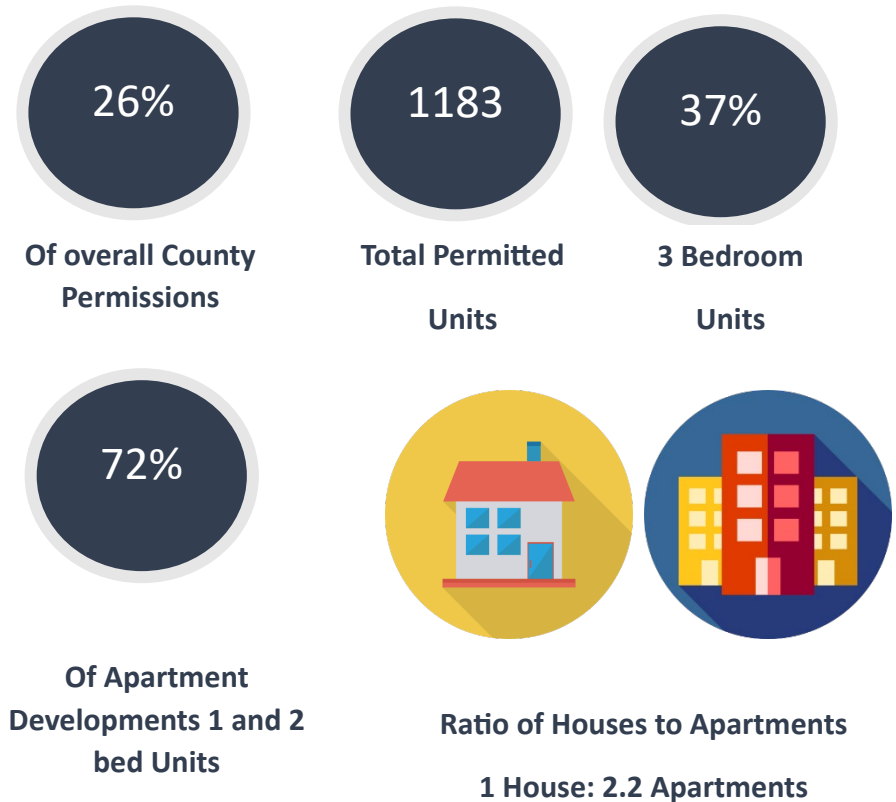 26%
Of overall County
Permissions
1183
Total Permitted
Units
37%
3 Bedroom
Units
72%
Of Apartment
Developments 1 and 2
bed Units
Ratio of Houses to Apartments
1 House: 2.2 Apartments